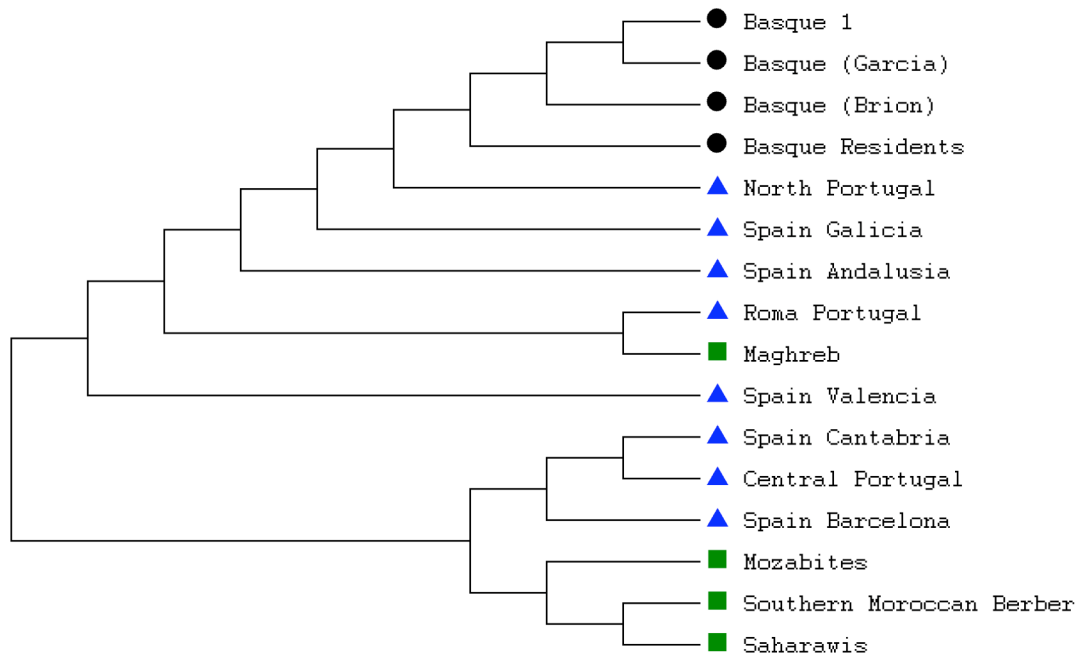 Basque 1
Basque (Garcia)
Basque (Brion)
Basque Residents
North Portugal
Spain Galicia
Spain Andalusia
Roma Portugal
Maghreb
Spain Valencia
Spain Cantabria
Central Portugal
Spain Barcelona
Mozabites
Southern Moroccan Berber
Saharawis